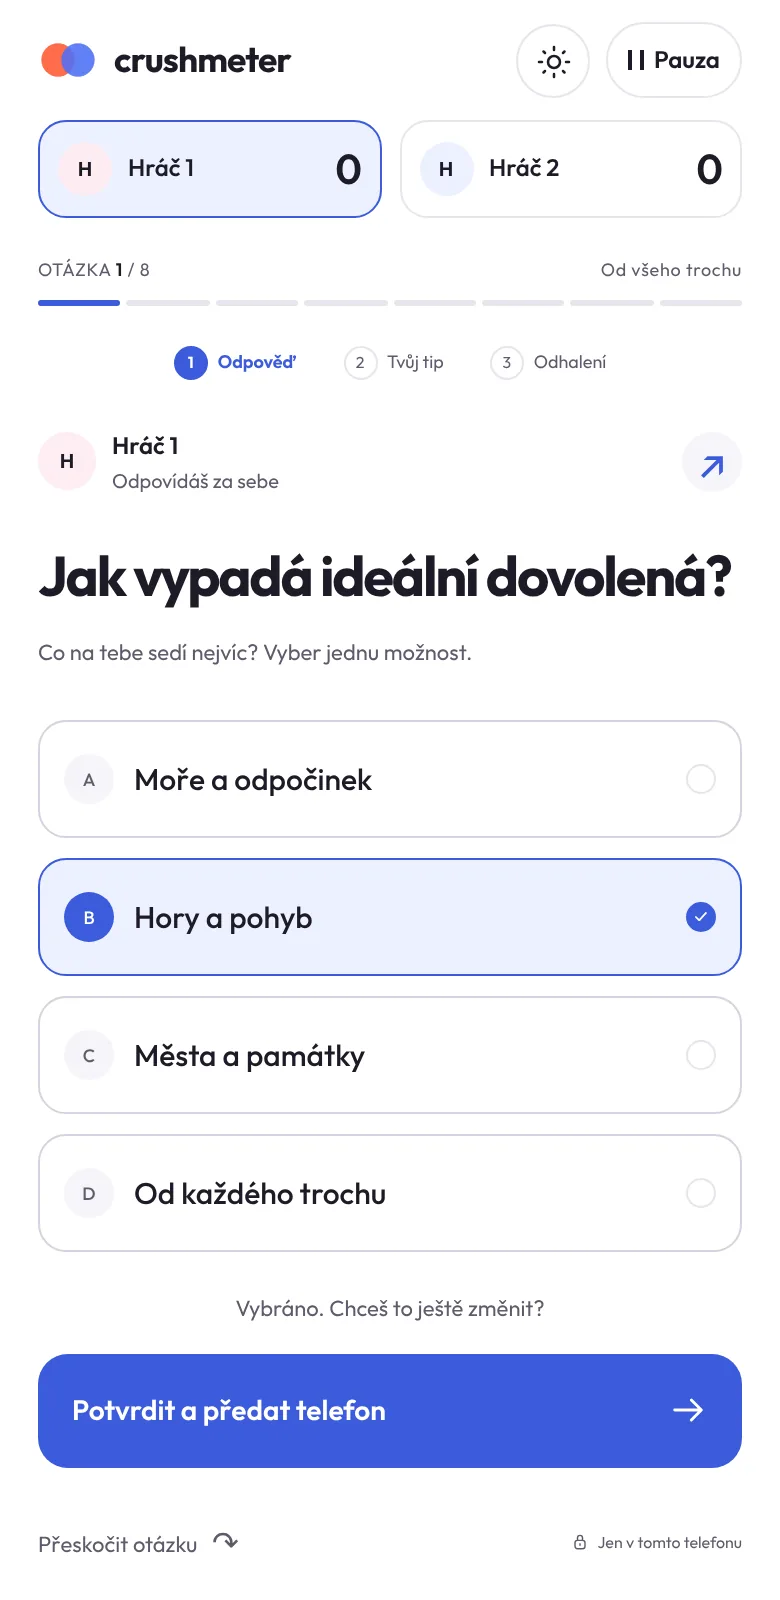 crushmeter
Pauza
H Hráč 1 0
H Hráč 2 0
OTÁZKA 1 / 8
Od všeho trochu
1 Odpověď 2 Tvůj tip 3 Odhalení
H
Hráč 1
Odpovídáš za sebe
Jak vypadá ideální dovolená?
Co na tebe sedí nejvíc? Vyber jednu možnost.
A Moře a odpočinek
B Hory a pohyb
C Města a památky
D Od každého trochu
Vybráno. Chceš to ještě změnit?
Potvrdit a předat telefon
Přeskočit otázku
Jen v tomto telefonu